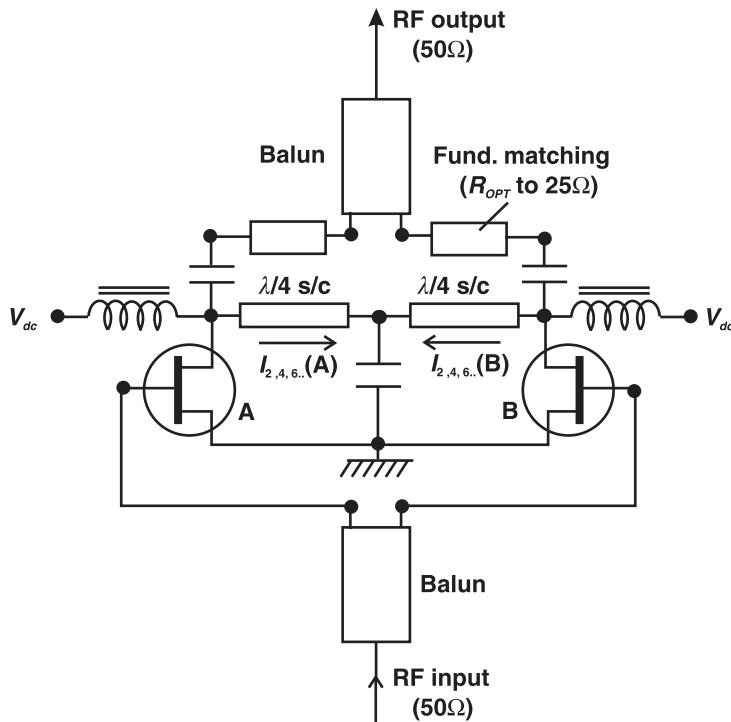 RF output
(50Ω)
Balun
Fund. matching
(R_OPT to 25Ω)
λ/4 s/c
λ/4 s/c
V_dc
V_dc
I_2,4,6..(A)
I_2,4,6..(B)
A
B
Balun
RF input
(50Ω)